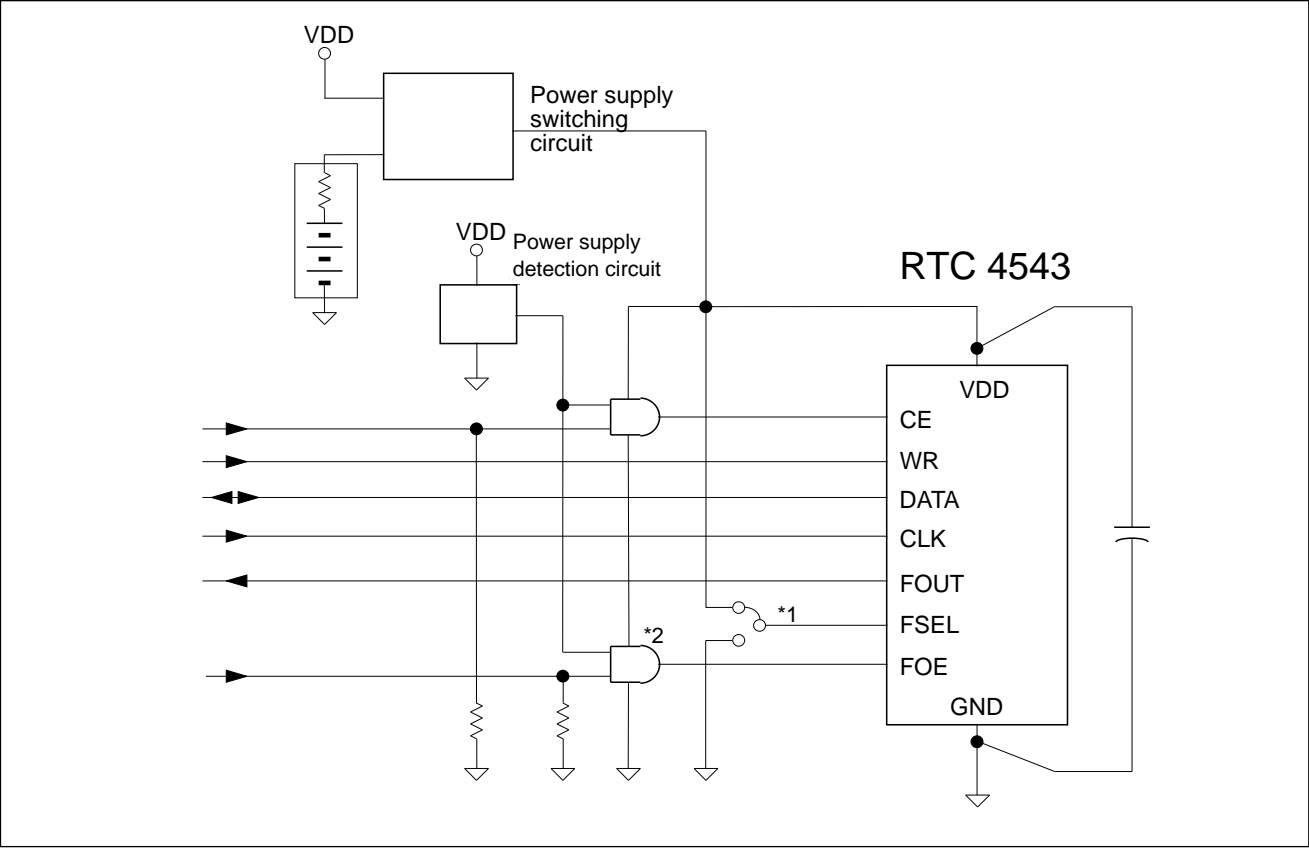 VDD
Power supply
switching
circuit
VDD
Power supply
detection circuit
RTC 4543
VDD
CE
WR
DATA
CLK
FOUT
*1
FSEL
*2
FOE
GND